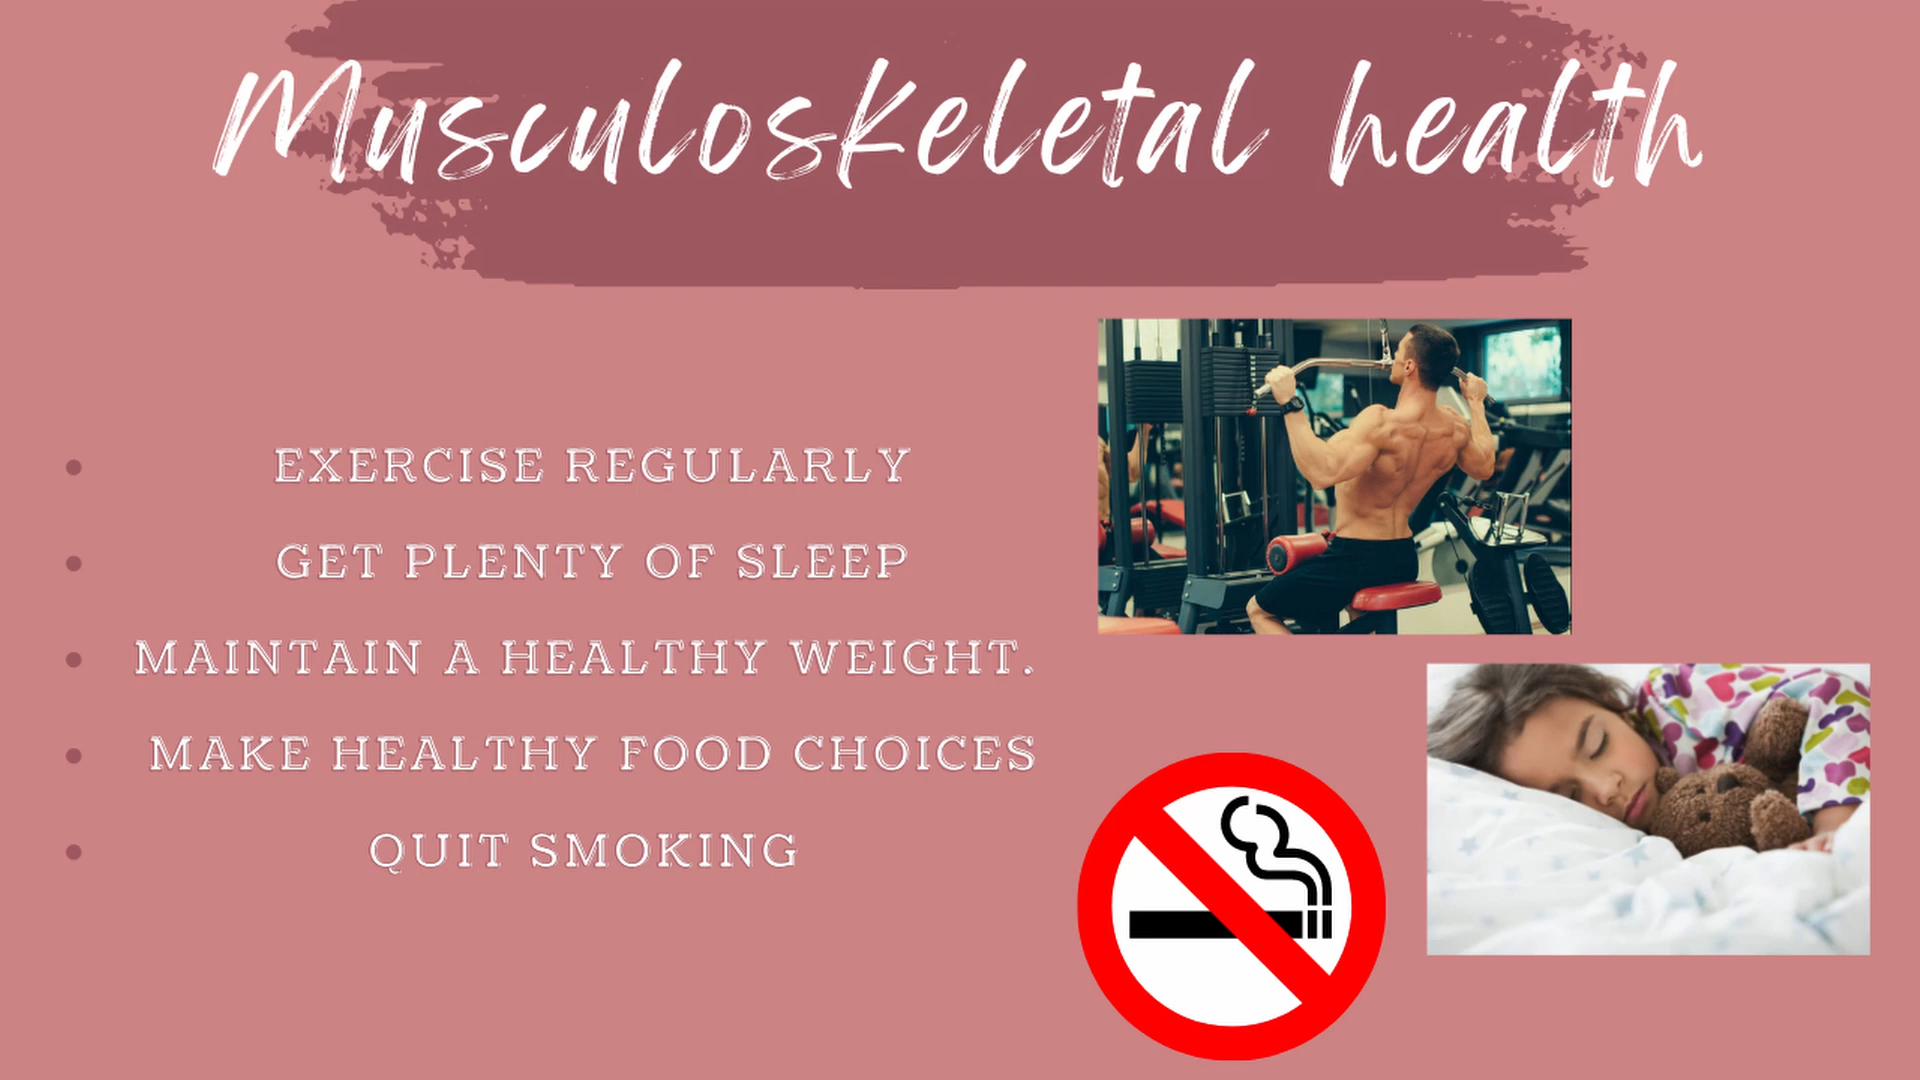 Musculoskeletal health
EXERCISE REGULARLY
GET PLENTY OF SLEEP
MAINTAIN A HEALTHY WEIGHT.
MAKE HEALTHY FOOD CHOICES
QUIT SMOKING